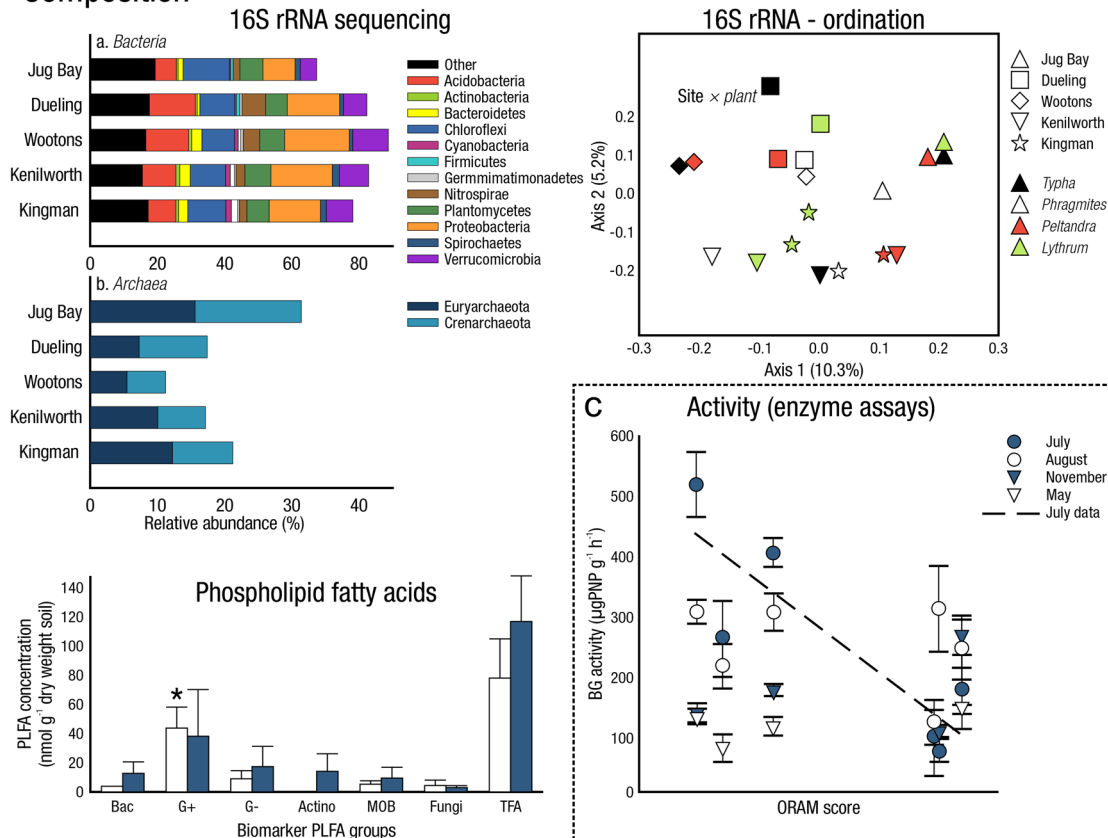 composition
16S rRNA sequencing
a. Bacteria
Jug Bay
Dueling
Wootons
Kenilworth
Kingman
0 20 40 60 80
Other
Acidobacteria
Actinobacteria
Bacteroidetes
Chloroflexi
Cyanobacteria
Firmicutes
Germmimatimonadetes
Nitrospirae
Plantomycetes
Proteobacteria
Spirochaetes
Verrucomicrobia
b. Archaea
Jug Bay
Dueling
Wootons
Kenilworth
Kingman
0 10 20 30 40
Relative abundance (%)
Euryarchaeota
Crenarchaeota
16S rRNA - ordination
Site × plant
Axis 2 (5.2%)
0.2
0.1
0.0
-0.1
-0.2
-0.3 -0.2 -0.1 0.0 0.1 0.2 0.3
Axis 1 (10.3%)
Jug Bay
Dueling
Wootons
Kenilworth
Kingman
Typha
Phragmites
Peltandra
Lythrum
Phospholipid fatty acids
PLFA concentration
(nmol g-1 dry weight soil)
140
120
100
80
60
40
20
0
*
Bac G+ G- Actino MOB Fungi TFA
Biomarker PLFA groups
C Activity (enzyme assays)
BG activity (µgPNP g-1 h-1)
600
500
400
300
200
100
0
ORAM score
July
August
November
May
July data